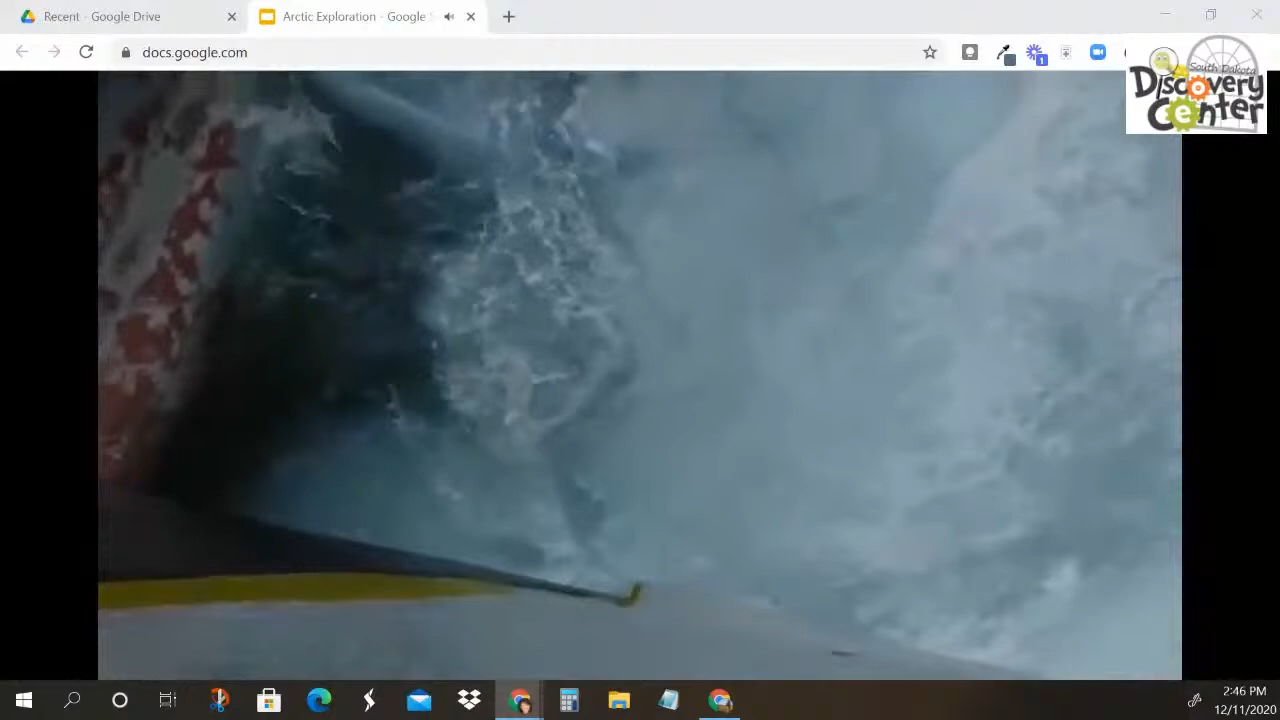 Recent - Google Drive
Arctic Exploration - Google
docs.google.com
1
South Dakota
Discovery
Center
2:46 PM
12/11/2020